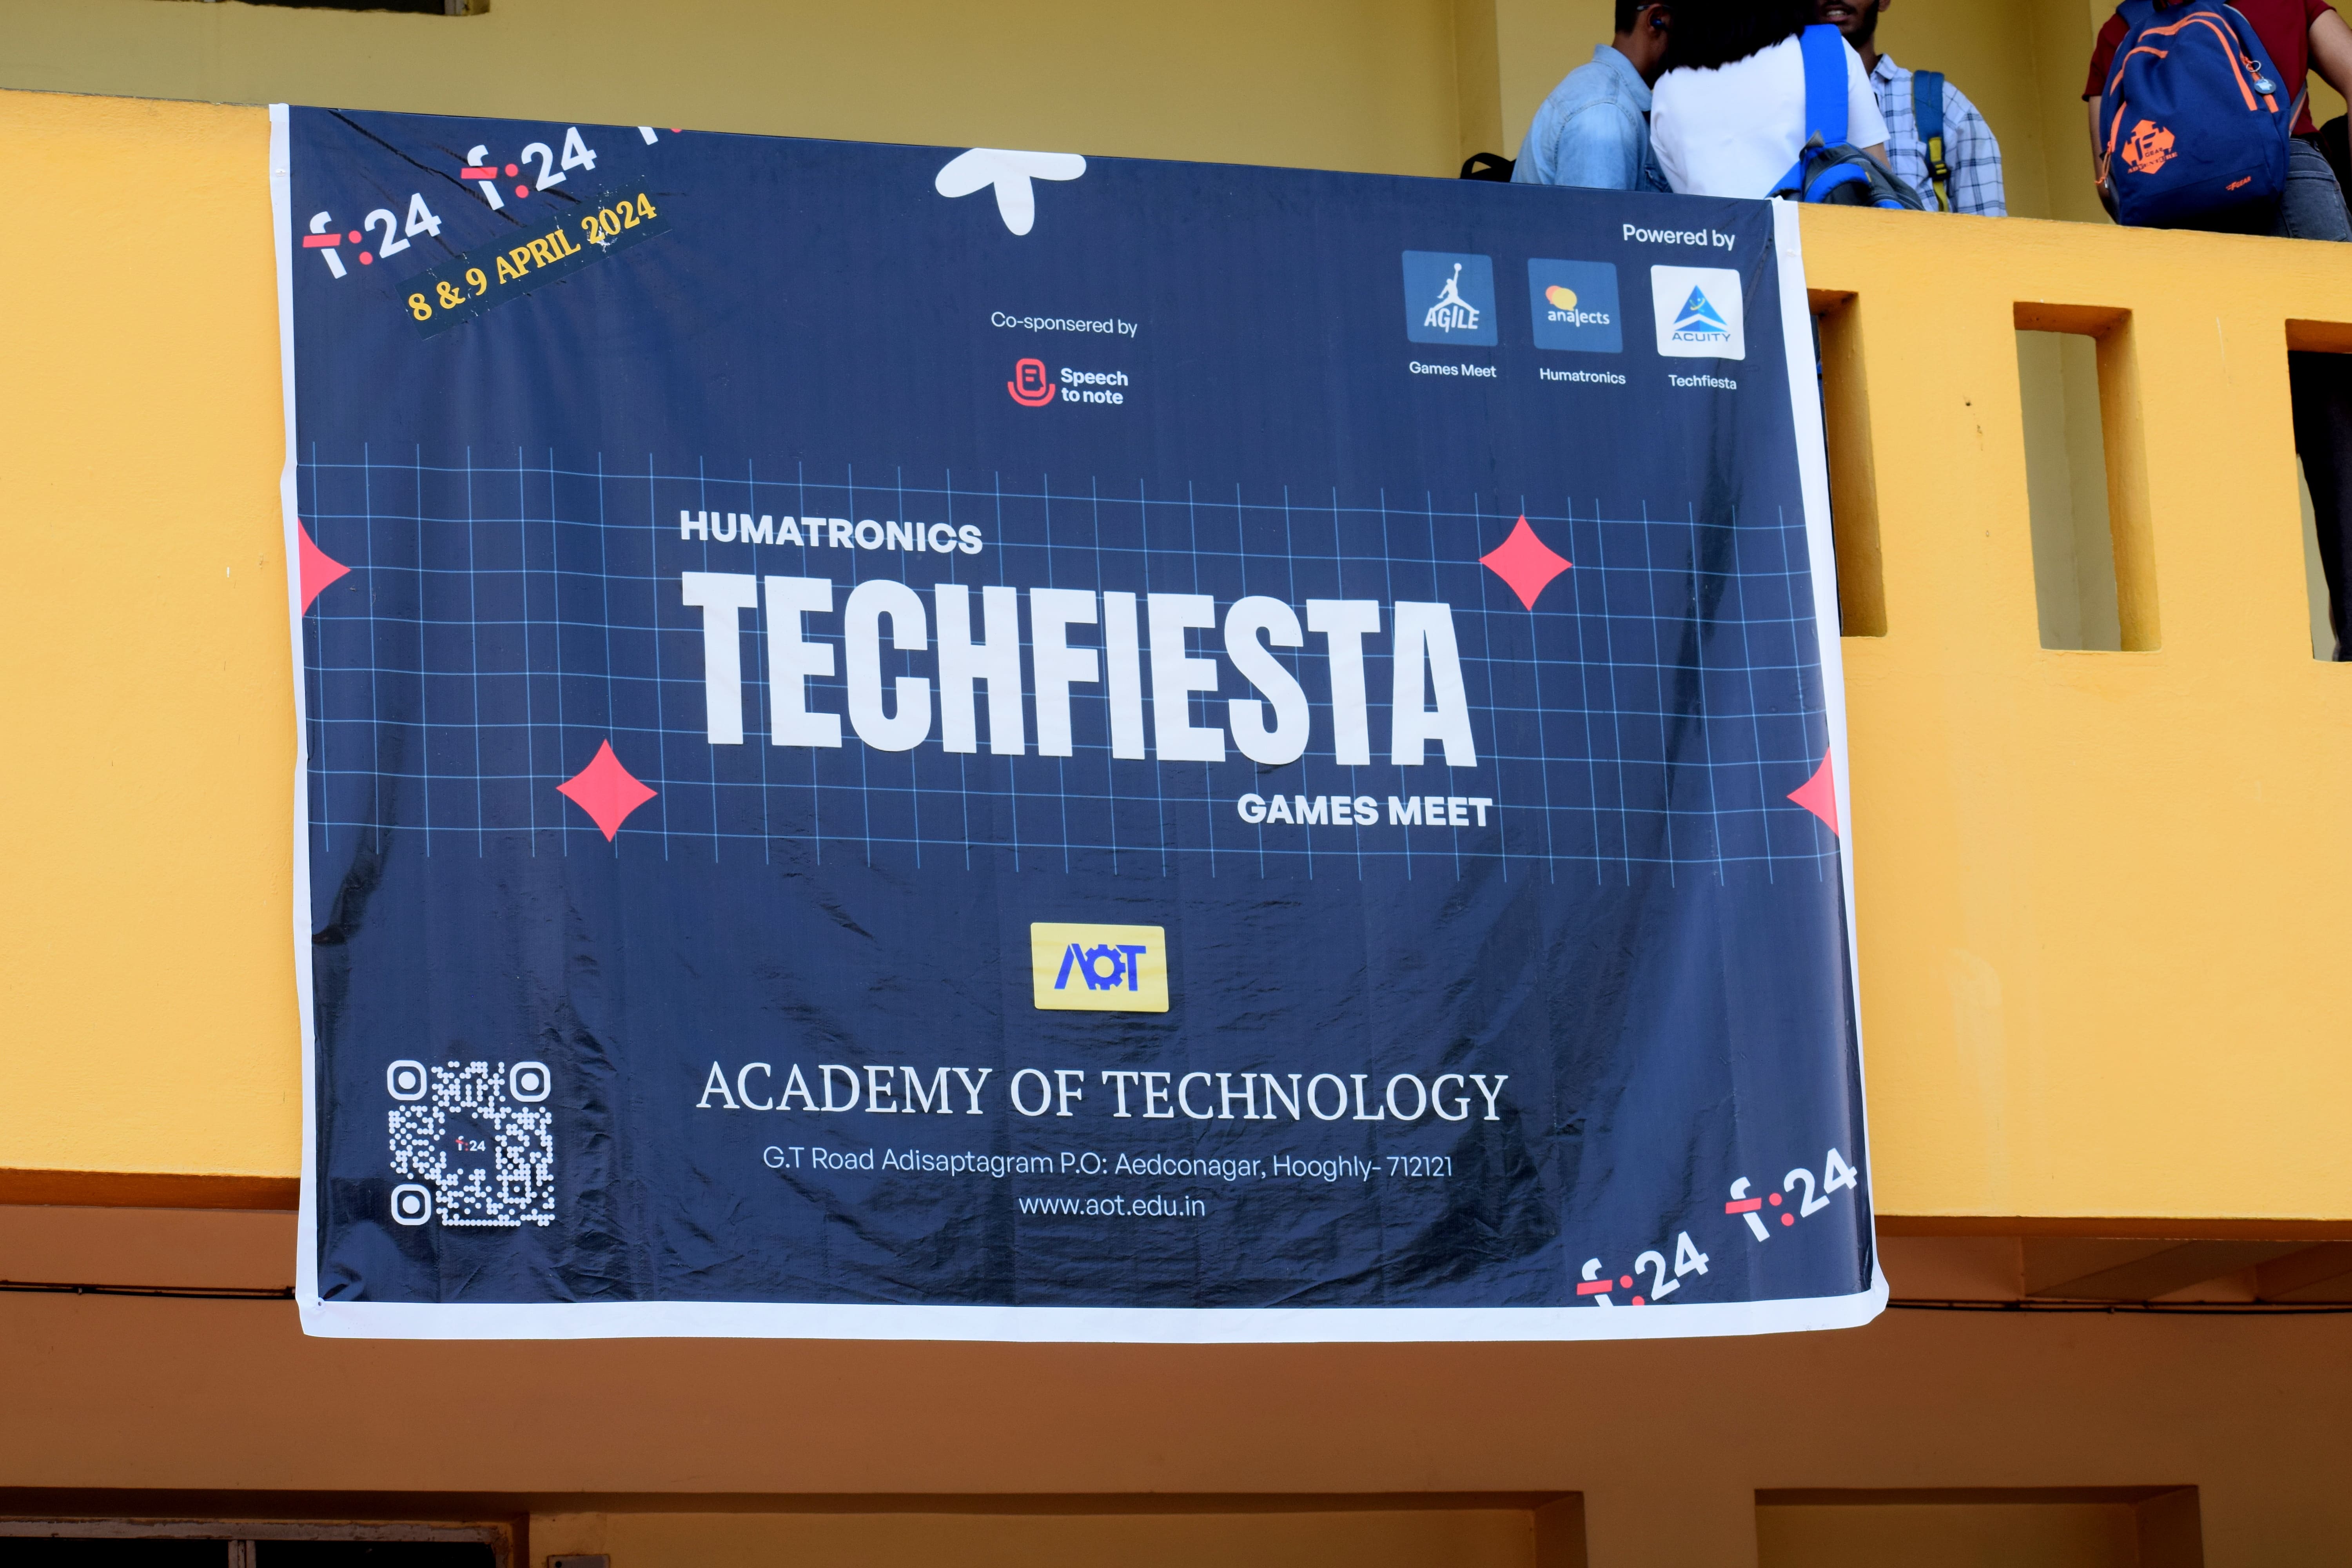 f:24 f:24
8 & 9 APRIL 2024
Powered by
AGILE
analects
ACUITY
Games Meet
Humatronics
Techfiesta
Co-sponsered by
Speech
to note
HUMATRONICS
TECHFIESTA
GAMES MEET
AOT
f:24
ACADEMY OF TECHNOLOGY
G.T Road Adisaptagram P.O: Aedconagar, Hooghly- 712121
www.aot.edu.in
f:24 f:24